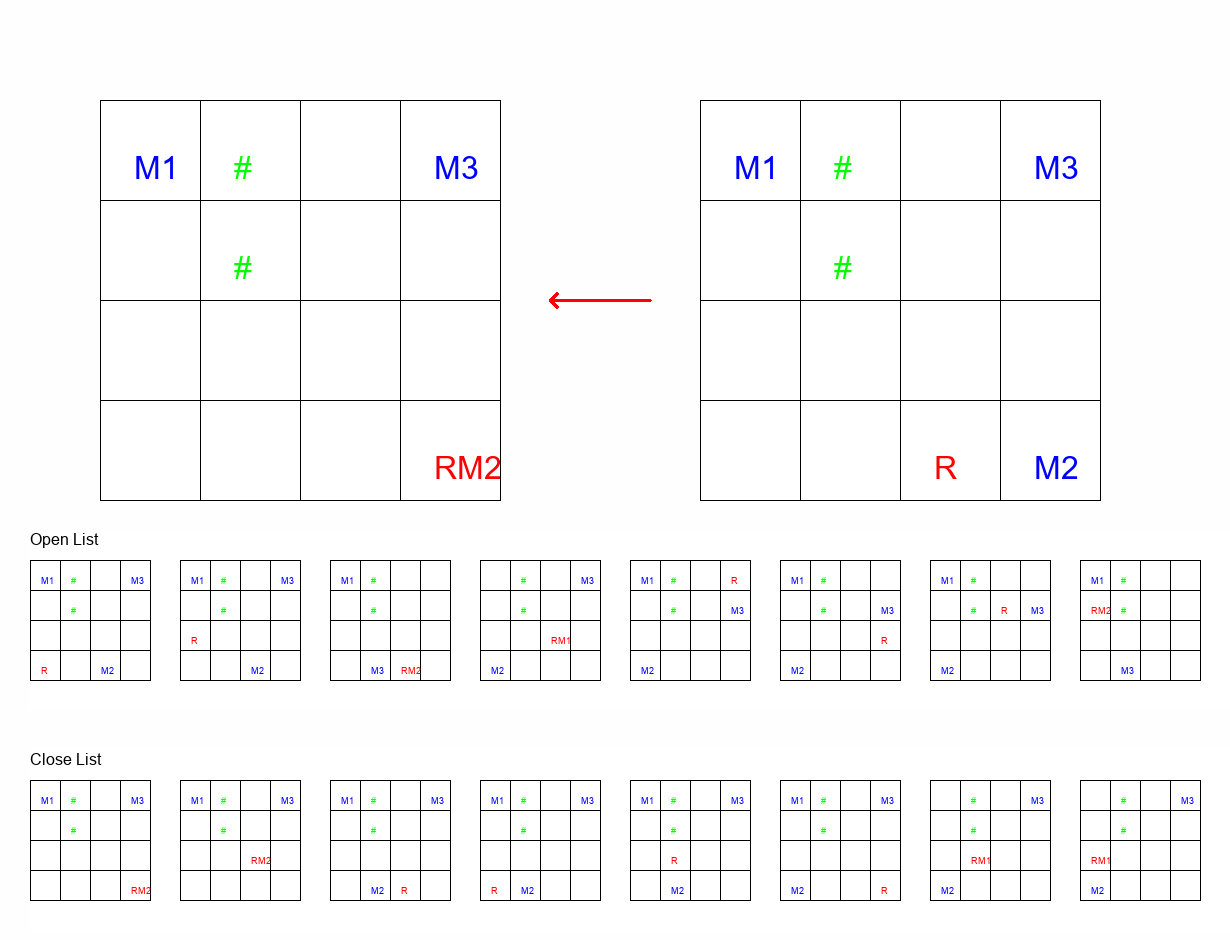 M1 # M3 M1 # M3
# #
RM2 R M2
Open List
M1 # M3 M1 # M3 M1 # # M3 M1 # R M1 # M1 # M1 #
# # # # # M3 # M3 # R M3 RM2 #
R RM1 R
R M2 M2 M3 RM2 M2 M2 M2 M2 M3
Close List
M1 # M3 M1 # M3 M1 # M3 M1 # M3 M1 # M3 M1 # M3 # M3 # M3
# # # # # # # #
RM2 R RM1 RM1
RM2 M2 R R M2 M2 M2 R M2 M2